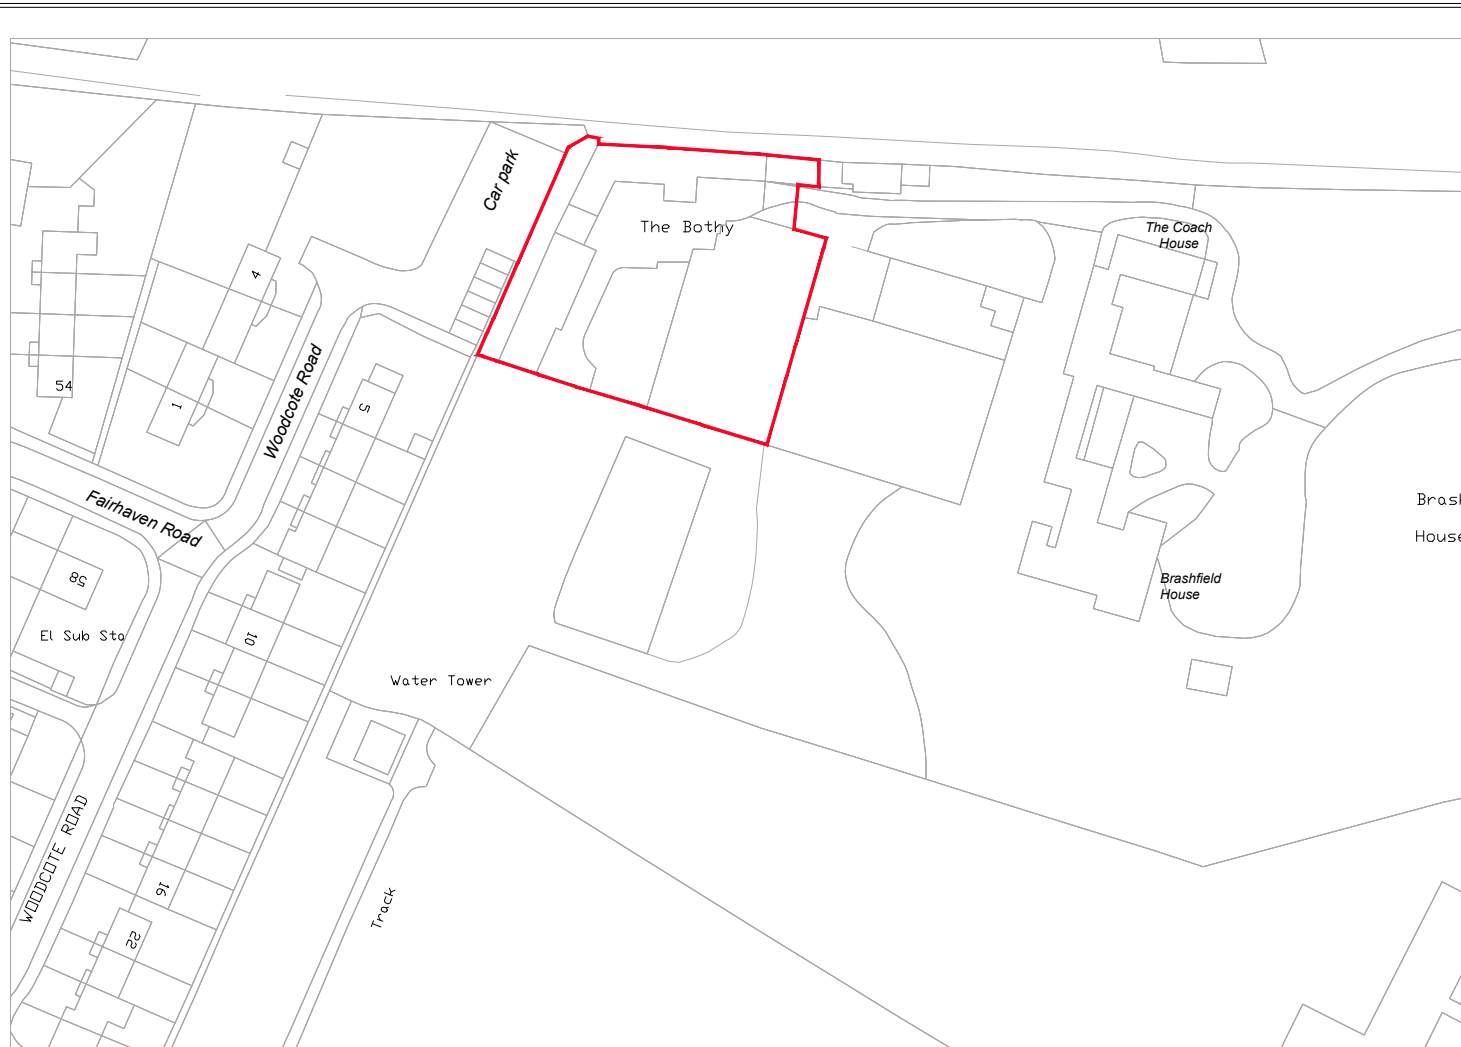 Car park
The Bothy
The Coach
House
4
Woodcote Road
54
1
5
Fairhaven Road
House
58
Brashfield
House
El Sub Sta
10
Water Tower
WOODCOTE ROAD
16
Track
22